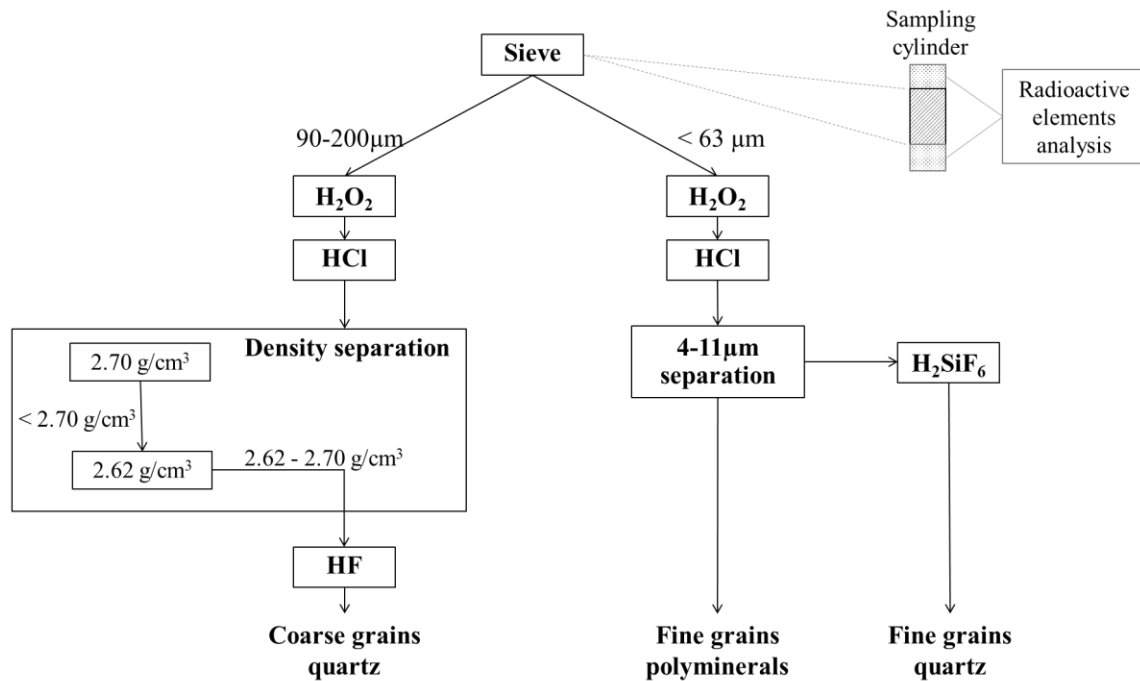 Sampling
cylinder
Sieve
Radioactive
elements
analysis
90-200µm
< 63 µm
H₂O₂
H₂O₂
HCl
HCl
Density separation
2.70 g/cm³
< 2.70 g/cm³
2.62 g/cm³
2.62 - 2.70 g/cm³
4-11µm
separation
H₂SiF₆
HF
Coarse grains
quartz
Fine grains
polyminerals
Fine grains
quartz